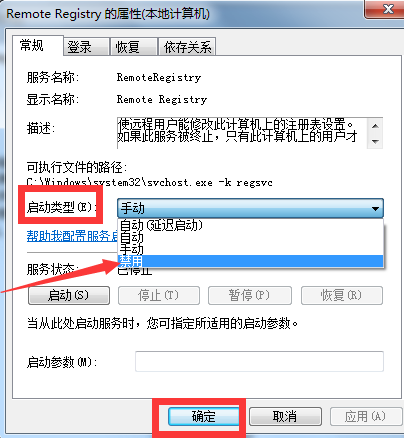 Remote Registry 的属性(本地计算机)
常规 登录 恢复 依存关系
服务名称: RemoteRegistry
显示名称: Remote Registry
描述: 使远程用户能修改此计算机上的注册表设置。
如果此服务被终止，只有此计算机上的用户才
可执行文件的路径:
C:\Windows\system32\svchost.exe -k regsvc
启动类型(E): 手动
自动(延迟启动)
帮助我配置服务启
自动
手动
禁用
服务状态: 已停止
启动(S) 停止(T) 暂停(P) 恢复(R)
当从此处启动服务时，您可指定所适用的启动参数。
启动参数(M):
确定 取消 应用(A)